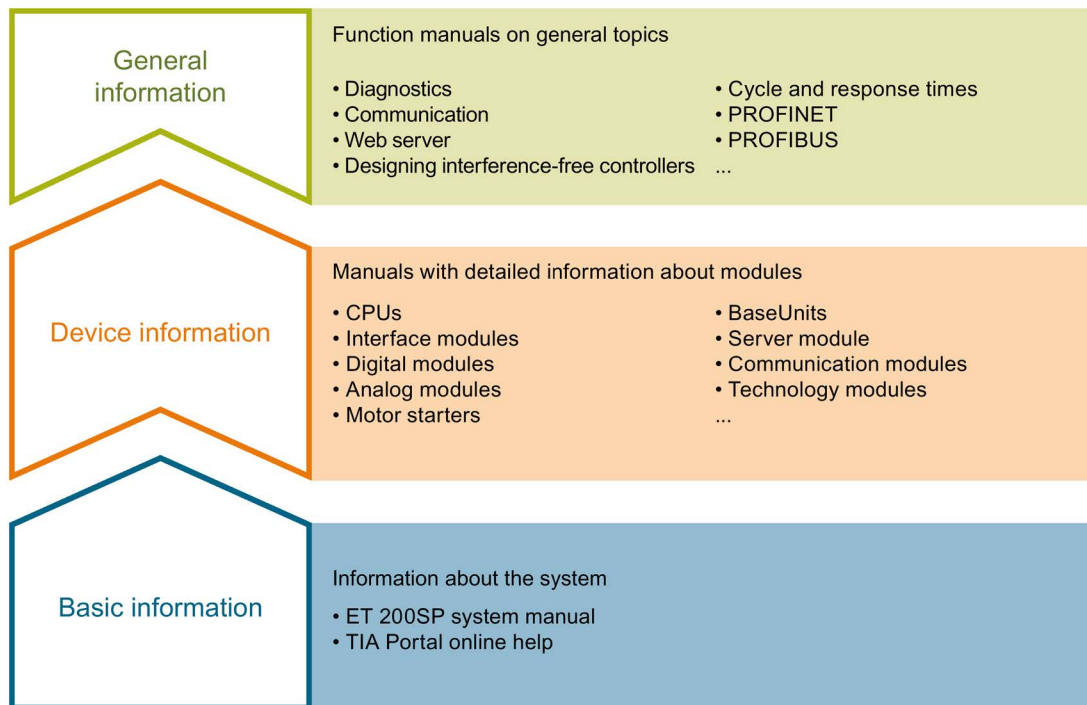 General
information
Function manuals on general topics
• Diagnostics
• Communication
• Web server
• Designing interference-free controllers
• Cycle and response times
• PROFINET
• PROFIBUS
...
Device information
Manuals with detailed information about modules
• CPUs
• Interface modules
• Digital modules
• Analog modules
• Motor starters
• BaseUnits
• Server module
• Communication modules
• Technology modules
...
Basic information
Information about the system
• ET 200SP system manual
• TIA Portal online help